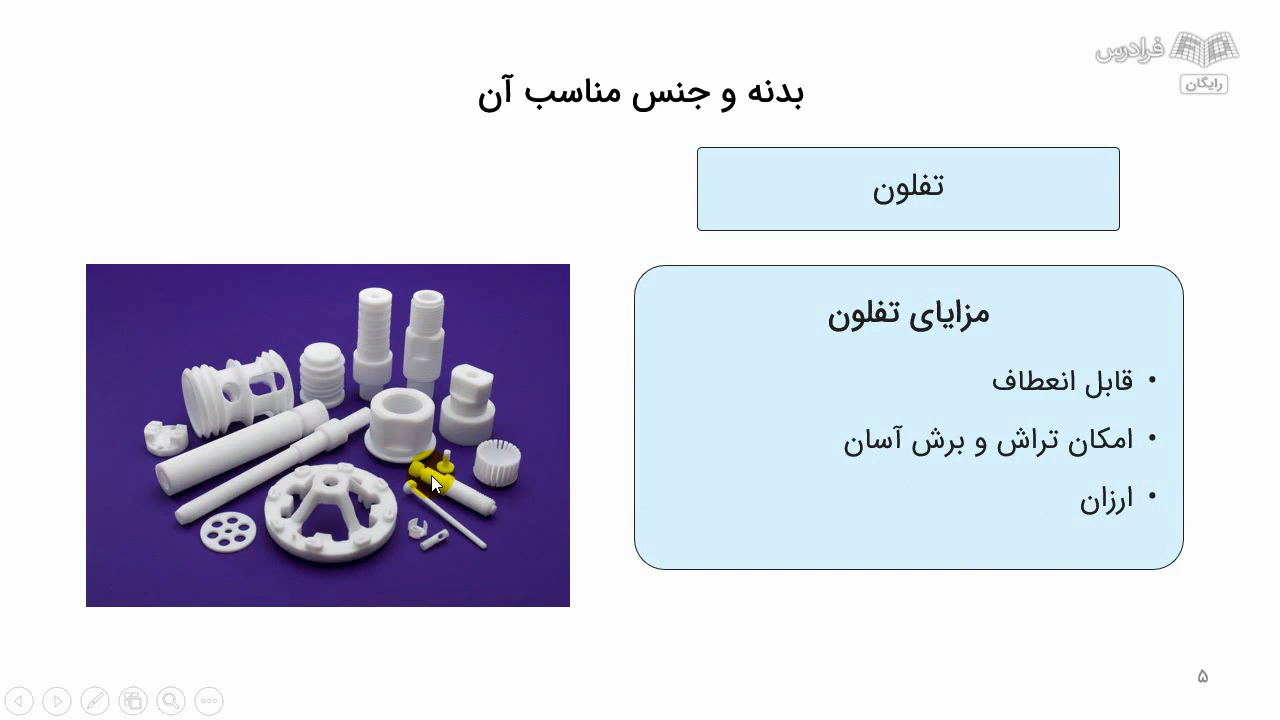 فرادرس
رایگان
بدنه و جنس مناسب آن
تفلون
مزایای تفلون
• قابل انعطاف
• امکان تراش و برش آسان
• ارزان
۵